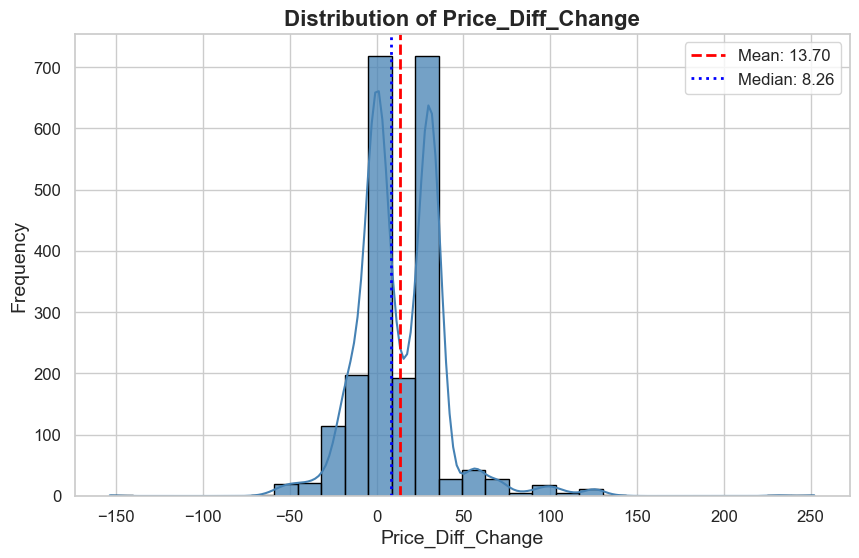 Distribution of Price_Diff_Change
Mean: 13.70
Median: 8.26
Frequency
700
600
500
400
300
200
100
0
−150 −100 −50 0 50 100 150 200 250
Price_Diff_Change